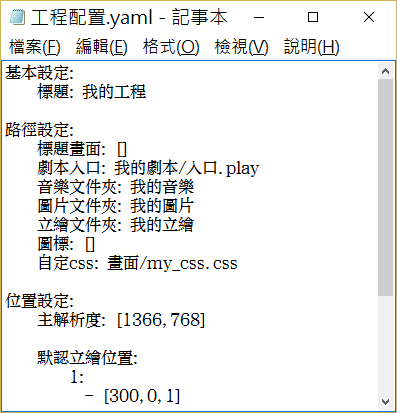 工程配置.yaml - 記事本
檔案(F) 編輯(E) 格式(O) 檢視(V) 說明(H)
基本設定:
標題: 我的工程
路徑設定:
標題畫面: []
劇本入口: 我的劇本/入口.play
音樂文件夾: 我的音樂
圖片文件夾: 我的圖片
立繪文件夾: 我的立繪
圖標: []
自定css: 畫面/my_css.css
位置設定:
主解析度: [1366,768]
默認立繪位置:
1:
- [300,0,1]